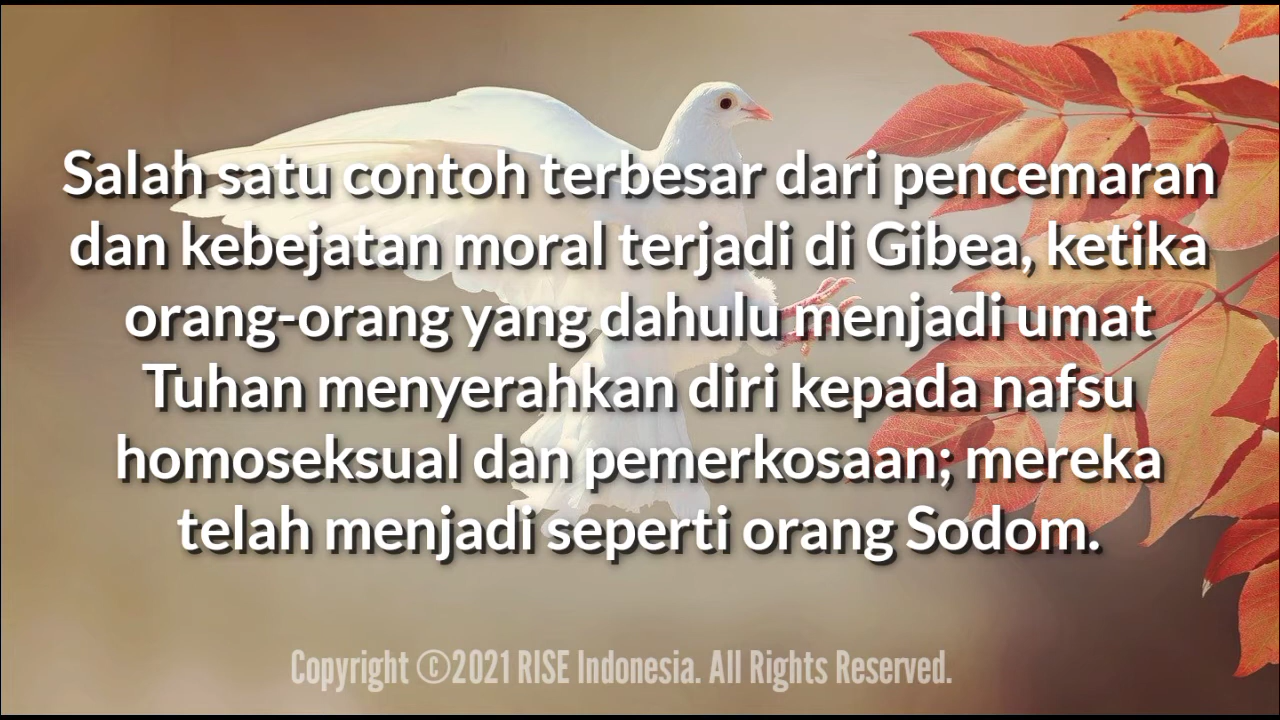 Salah satu contoh terbesar dari pencemaran
dan kebejatan moral terjadi di Gibea, ketika
orang-orang yang dahulu menjadi umat
Tuhan menyerahkan diri kepada nafsu
homoseksual dan pemerkosaan; mereka
telah menjadi seperti orang Sodom.
Copyright ©2021 RISE Indonesia. All Rights Reserved.